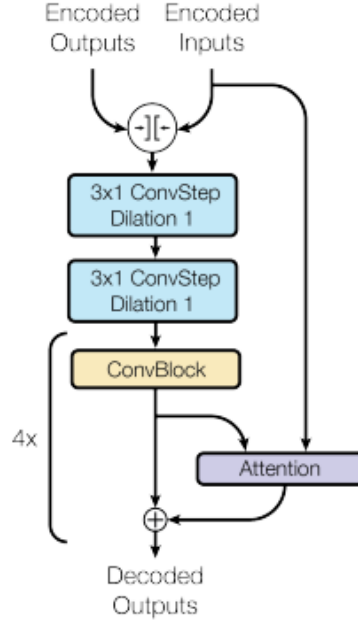 Encoded
Outputs
Encoded
Inputs
3x1 ConvStep
Dilation 1
3x1 ConvStep
Dilation 1
ConvBlock
4x
Attention
Decoded
Outputs